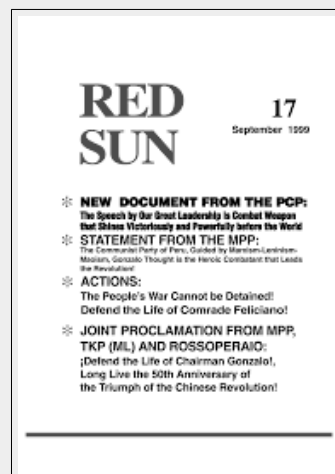 RED
SUN
17
September 1999
✻ NEW DOCUMENT FROM THE PCP:
The Speech by Our Great Leadership is Combat Weapon
that Shines Victoriously and Powerfully before the World
✻ STATEMENT FROM THE MPP:
The Communist Party of Peru, Guided by Marxism-Leninism-
Maoism, Gonzalo Thought is the Heroic Combatant that Leads
the Revolution!
✻ ACTIONS:
The People's War Cannot be Detained!
Defend the Life of Comrade Feliciano!
✻ JOINT PROCLAMATION FROM MPP,
TKP (ML) AND ROSSOPERAIO:
¡Defend the Life of Chairman Gonzalo!,
Long Live the 50th Anniversary of
the Triumph of the Chinese Revolution!